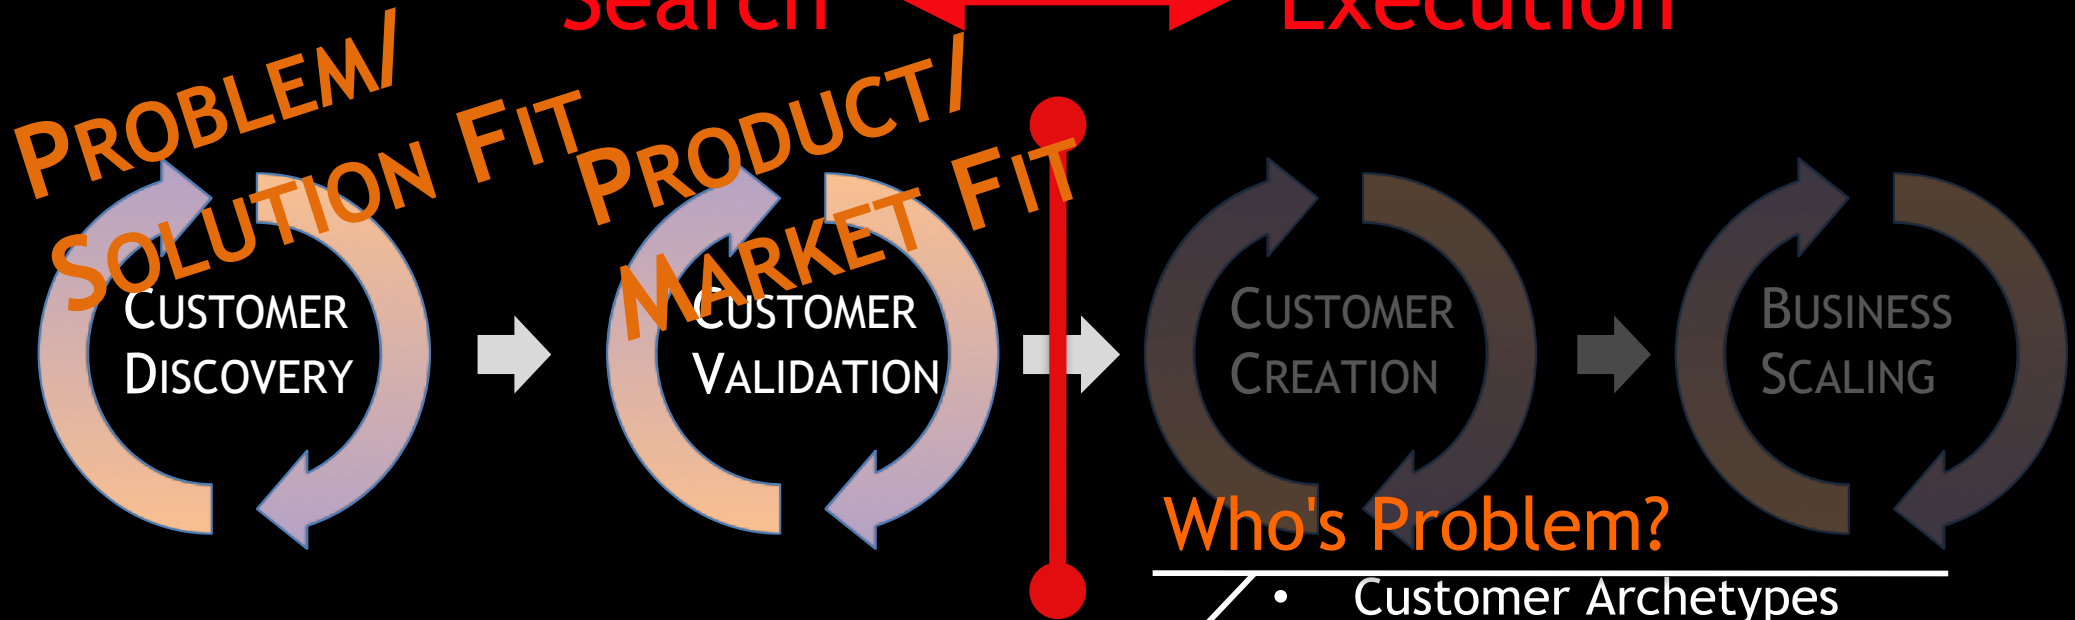 Search Execution
PROBLEM/
SOLUTION FIT
PRODUCT/
MARKET FIT
CUSTOMER
DISCOVERY
CUSTOMER
VALIDATION
CUSTOMER
CREATION
BUSINESS
SCALING
Who's Problem?
• Customer Archetypes